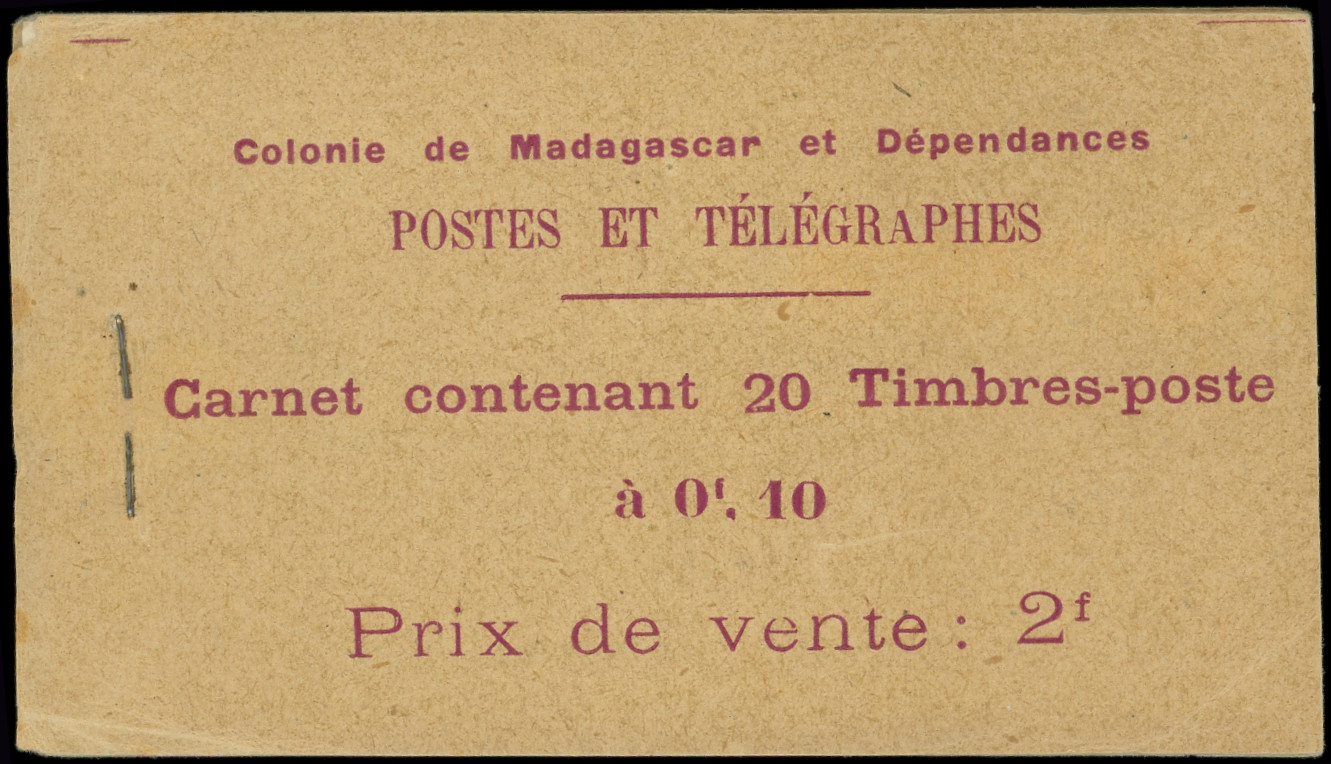 Colonie de Madagascar et Dépendances
POSTES ET TÉLÉGRAPHES
Carnet contenant 20 Timbres-poste
à 0ᶠ, 10
Prix de vente : 2ᶠ